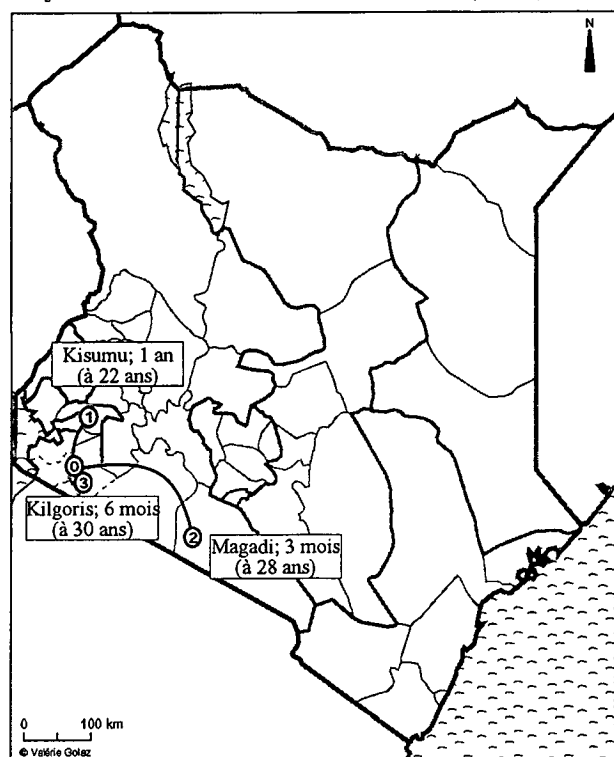 N
Kisumu; 1 an
(à 22 ans)
1
0
3
Kilgoris; 6 mois
(à 30 ans)
2
Magadi; 3 mois
(à 28 ans)
0 100 km
© Valérie Golaz